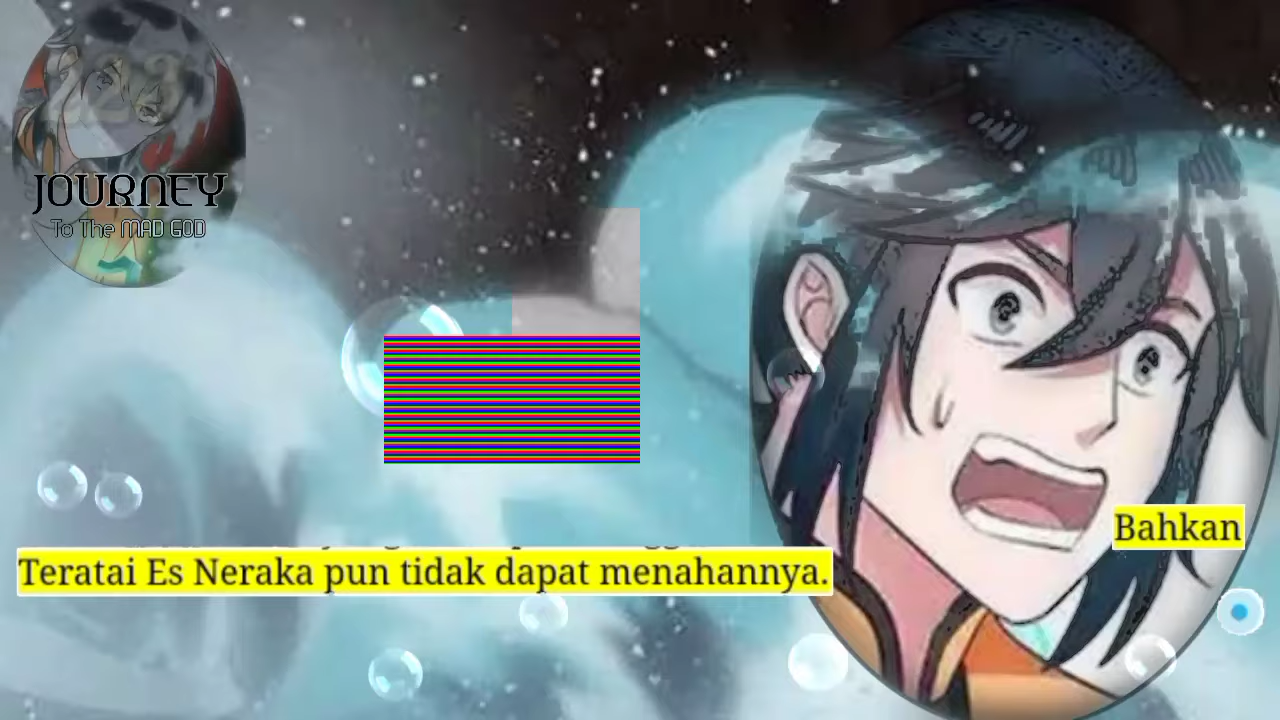 JOURNEY
To The MAD GOD
Bahkan
Teratai Es Neraka pun tidak dapat menahannya.